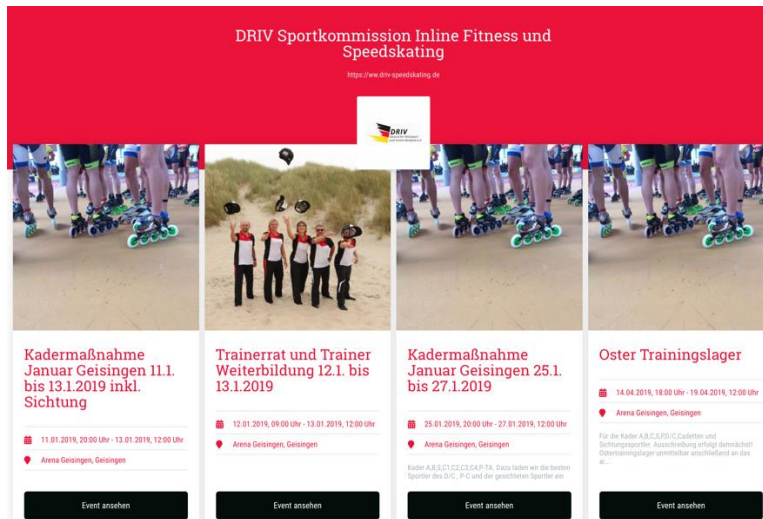 DRIV Sportkommission Inline Fitness und
Speedskating
https://ww.driv-speedskating.de
DRIV
Kadermaßnahme
Januar Geisingen 11.1.
bis 13.1.2019 inkl.
Sichtung
11.01.2019, 20:00 Uhr - 13.01.2019, 12:00 Uhr
Arena Geisingen, Geisingen
Event ansehen
Trainerrat und Trainer
Weiterbildung 12.1. bis
13.1.2019
12.01.2019, 09:00 Uhr - 13.01.2019, 12:00 Uhr
Arena Geisingen, Geisingen
Event ansehen
Kadermaßnahme
Januar Geisingen 25.1.
bis 27.1.2019
25.01.2019, 20:00 Uhr - 27.01.2019, 12:00 Uhr
Arena Geisingen, Geisingen
Kader A,B,S,C1,C2,C3,C4,P-TA. Dazu laden wir die besten
Sportler des D/C , P-C und der gesichteten Sportler ein
Event ansehen
Oster Trainingslager
14.04.2019, 18:00 Uhr - 19.04.2019, 12:00 Uhr
Arena Geisingen, Geisingen
Für die Kader A,B,C,S,P,D/C,Cadetten und
Sichtungssportler. Ausschreibung erfolgt demnächst!
Ostertrainingslager unmittelbar anschließend an das
ar...
Event ansehen